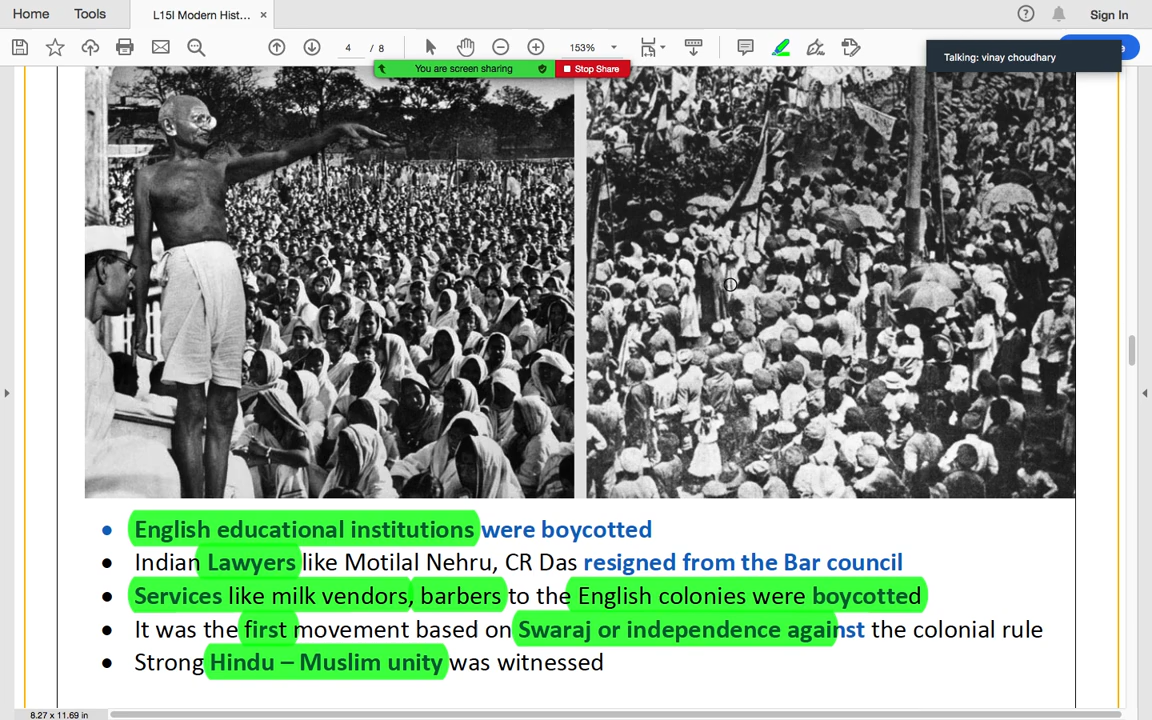 Home Tools L15I Modern Hist... × ? Sign In
4 / 8 153%
Talking: vinay choudhary
You are screen sharing Stop Share
• English educational institutions were boycotted
• Indian Lawyers like Motilal Nehru, CR Das resigned from the Bar council
• Services like milk vendors, barbers to the English colonies were boycotted
• It was the first movement based on Swaraj or independence against the colonial rule
• Strong Hindu – Muslim unity was witnessed
8.27 x 11.69 in